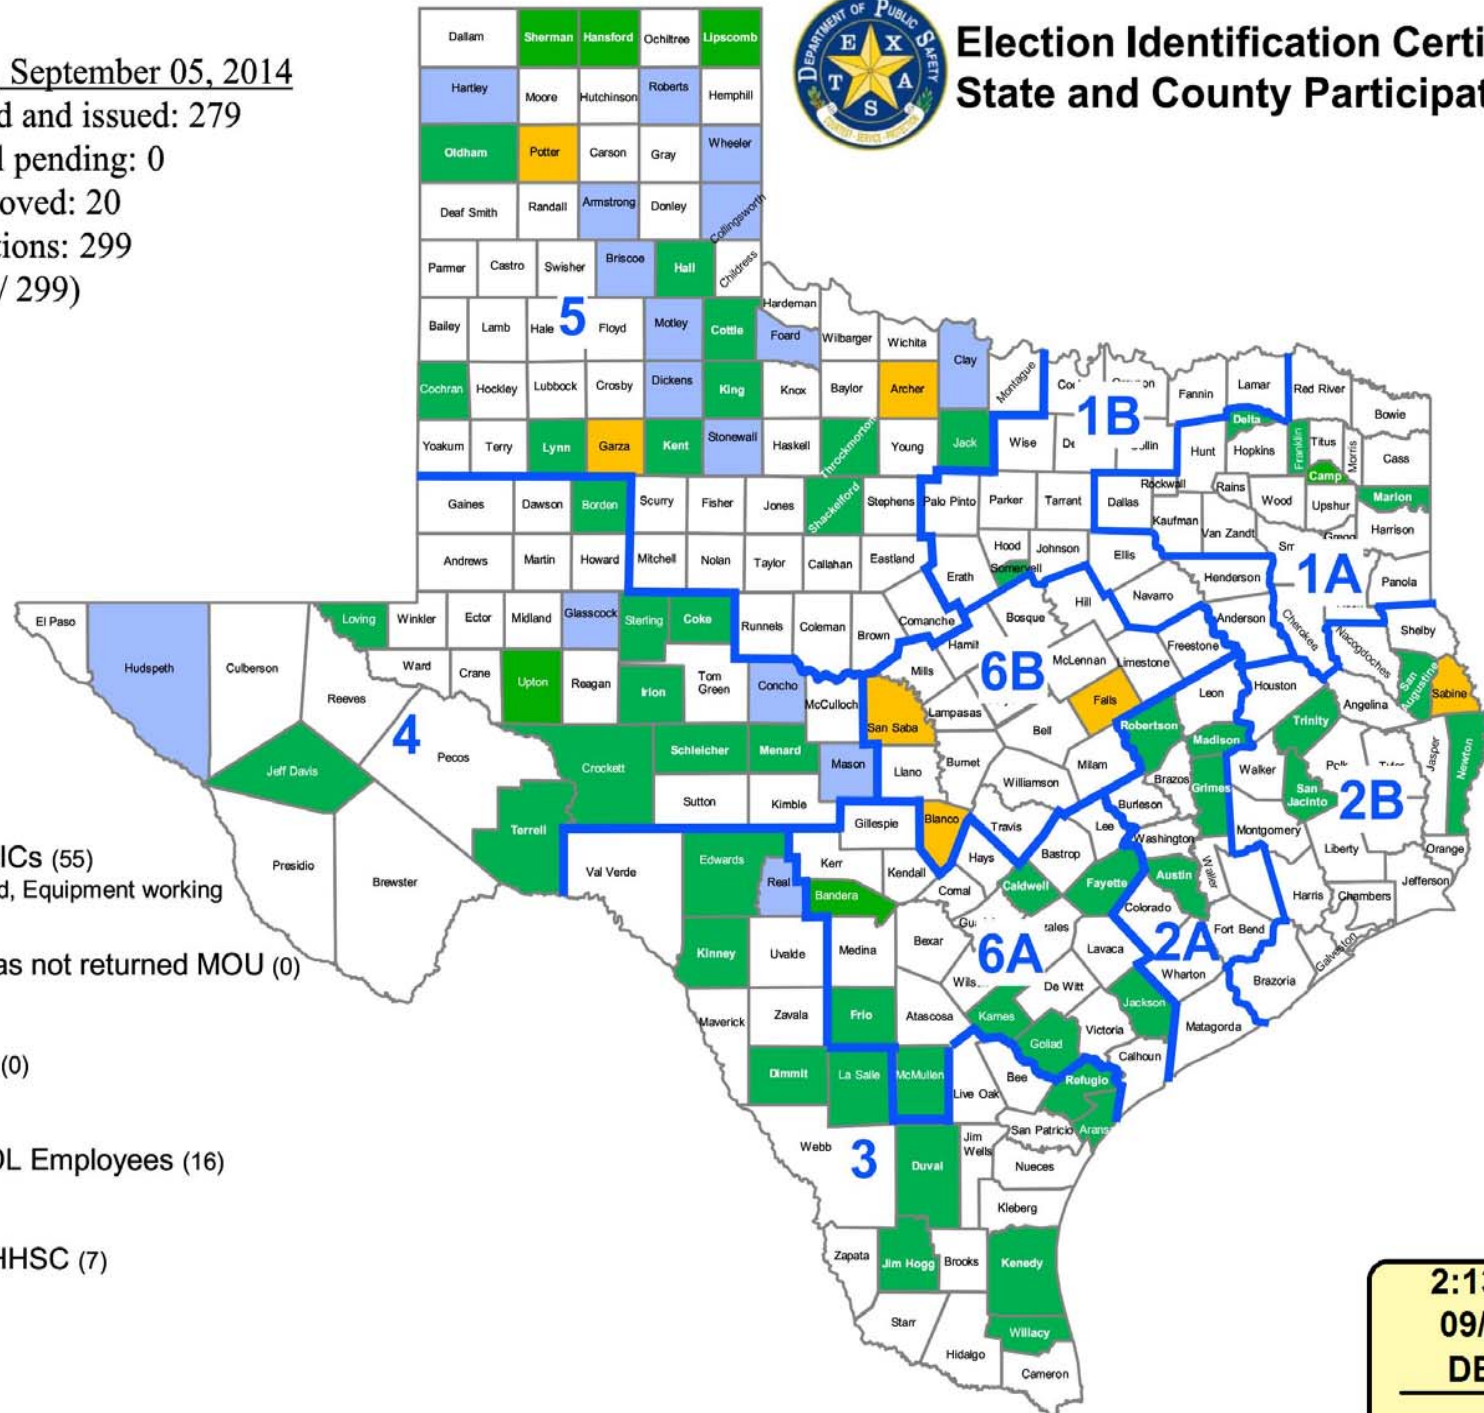 September 05, 2014
d and issued: 279
pending: 0
oved: 20
tions: 299
/ 299)
DEPARTMENT OF PUBLIC SAFETY
TEXAS
COURTESY · SERVICE · PROTECTION
Election Identification Certi
State and County Participat
Dallam Sherman Hansford Ochiltree Lipscomb
Hartley Moore Hutchinson Roberts Hemphill
Oldham Potter Carson Gray Wheeler
Deaf Smith Randall Armstrong Donley Collingsworth
Parmer Castro Swisher Briscoe Hall Childress
Bailey Lamb Hale 5 Floyd Motley Cottle Hardeman Foard Wilbarger Wichita Clay Montague
Cochran Hockley Lubbock Crosby Dickens King Knox Baylor Archer 1B Fannin Lamar Red River Bowie
Yoakum Terry Lynn Garza Kent Stonewall Haskell Throckmorton Young Jack Wise Hunt Delta Hopkins Franklin Titus Morris Cass
Camp Marion
Gaines Dawson Borden Scurry Fisher Jones Shackelford Stephens Palo Pinto Parker Tarrant Dallas Rockwall Kaufman Rains Van Zandt Wood Upshur Harrison
Andrews Martin Howard Mitchell Nolan Taylor Callahan Eastland Erath Hood Somervell Johnson Ellis Henderson 1A Panola
El Paso Hudspeth Culberson Loving Winkler Ector Midland Glasscock Sterling Coke Runnels Coleman Brown Comanche Bosque Hill Navarro Anderson Cherokee Nacogdoches Shelby
Reeves Ward Crane Upton Reagan Irion Tom Green Concho McCulloch Mills 6B McLennan Limestone Freestone Houston Angelina San Augustine Sabine
San Saba Lampasas Falls Leon
Jeff Davis 4 Pecos Crockett Schleicher Menard Mason Llano Burnet Bell Milam Robertson Madison Trinity Jasper Newton
Sutton Kimble Williamson Brazos Grimes Walker San Jacinto 2B
Presidio Brewster Terrell Val Verde Edwards Real Gillespie Blanco Travis Lee Burleson Washington Montgomery Liberty Orange
Kerr Kendall Hays Bastrop Fayette Austin Waller Harris Chambers Jefferson
Bandera Comal Caldwell Colorado Fort Bend Galveston
Kinney Uvalde Medina Bexar 6A Lavaca 2A Wharton Brazoria
Maverick Zavala Frio Atascosa Karnes De Witt Jackson Matagorda
Dimmit La Salle McMullen Live Oak Bee Goliad Victoria Calhoun Refugio
Webb 3 Duval Jim Wells San Patricio Nueces
Kleberg
Zapata Jim Hogg Brooks Kenedy
Starr Hidalgo Willacy
Cameron
ICs (55)
d, Equipment working
as not returned MOU (0)
(0)
OL Employees (16)
HHSC (7)
2:13
09/
DE